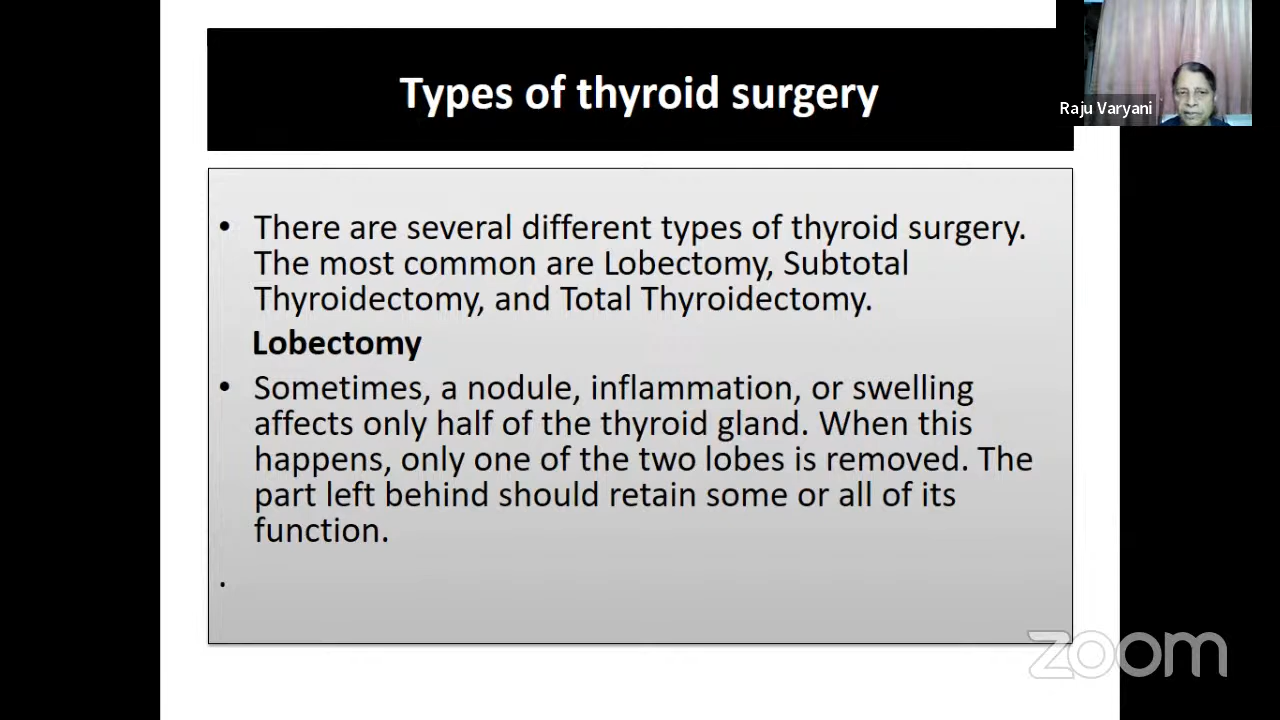 Types of thyroid surgery
Raju Varyani
• There are several different types of thyroid surgery.
The most common are Lobectomy, Subtotal
Thyroidectomy, and Total Thyroidectomy.
Lobectomy
• Sometimes, a nodule, inflammation, or swelling
affects only half of the thyroid gland. When this
happens, only one of the two lobes is removed. The
part left behind should retain some or all of its
function.
.
zoom